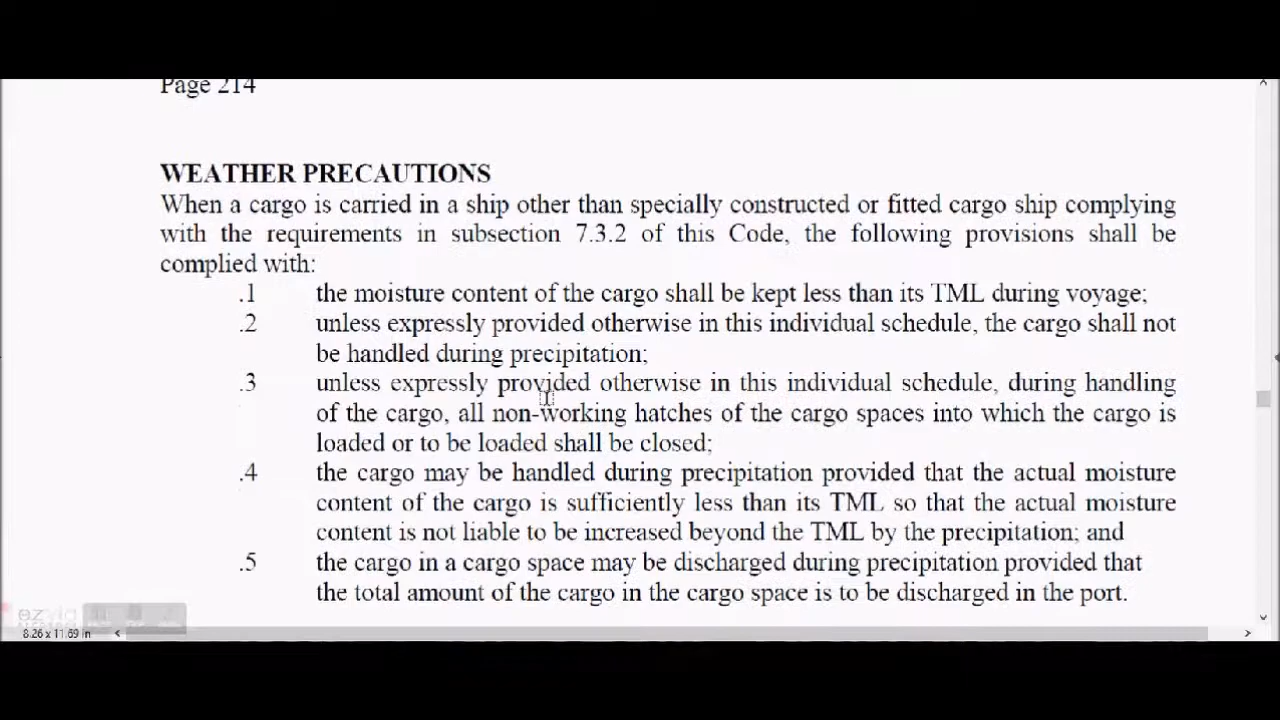 Page 214
WEATHER PRECAUTIONS
When a cargo is carried in a ship other than specially constructed or fitted cargo ship complying
with the requirements in subsection 7.3.2 of this Code, the following provisions shall be
complied with:
.1 the moisture content of the cargo shall be kept less than its TML during voyage;
.2 unless expressly provided otherwise in this individual schedule, the cargo shall not
be handled during precipitation;
.3 unless expressly provided otherwise in this individual schedule, during handling
of the cargo, all non-working hatches of the cargo spaces into which the cargo is
loaded or to be loaded shall be closed;
.4 the cargo may be handled during precipitation provided that the actual moisture
content of the cargo is sufficiently less than its TML so that the actual moisture
content is not liable to be increased beyond the TML by the precipitation; and
.5 the cargo in a cargo space may be discharged during precipitation provided that
the total amount of the cargo in the cargo space is to be discharged in the port.
8.26 x 11.69 in